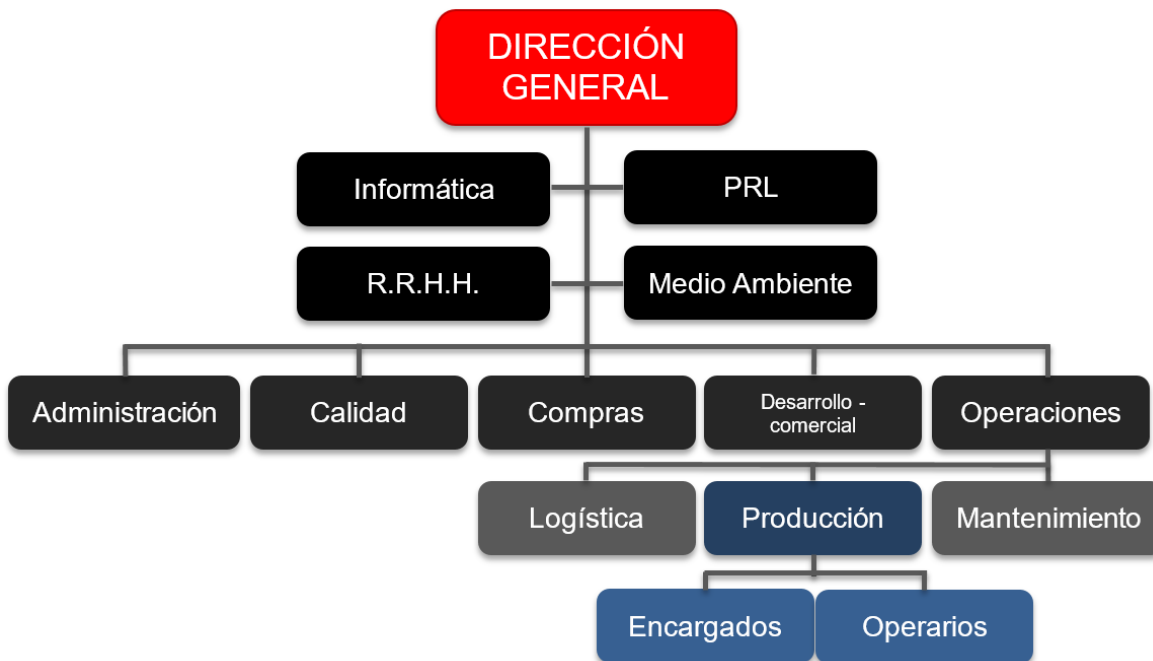 DIRECCIÓN
GENERAL
Informática
PRL
R.R.H.H.
Medio Ambiente
Administración
Calidad
Compras
Desarrollo -
comercial
Operaciones
Logística
Producción
Mantenimiento
Encargados
Operarios